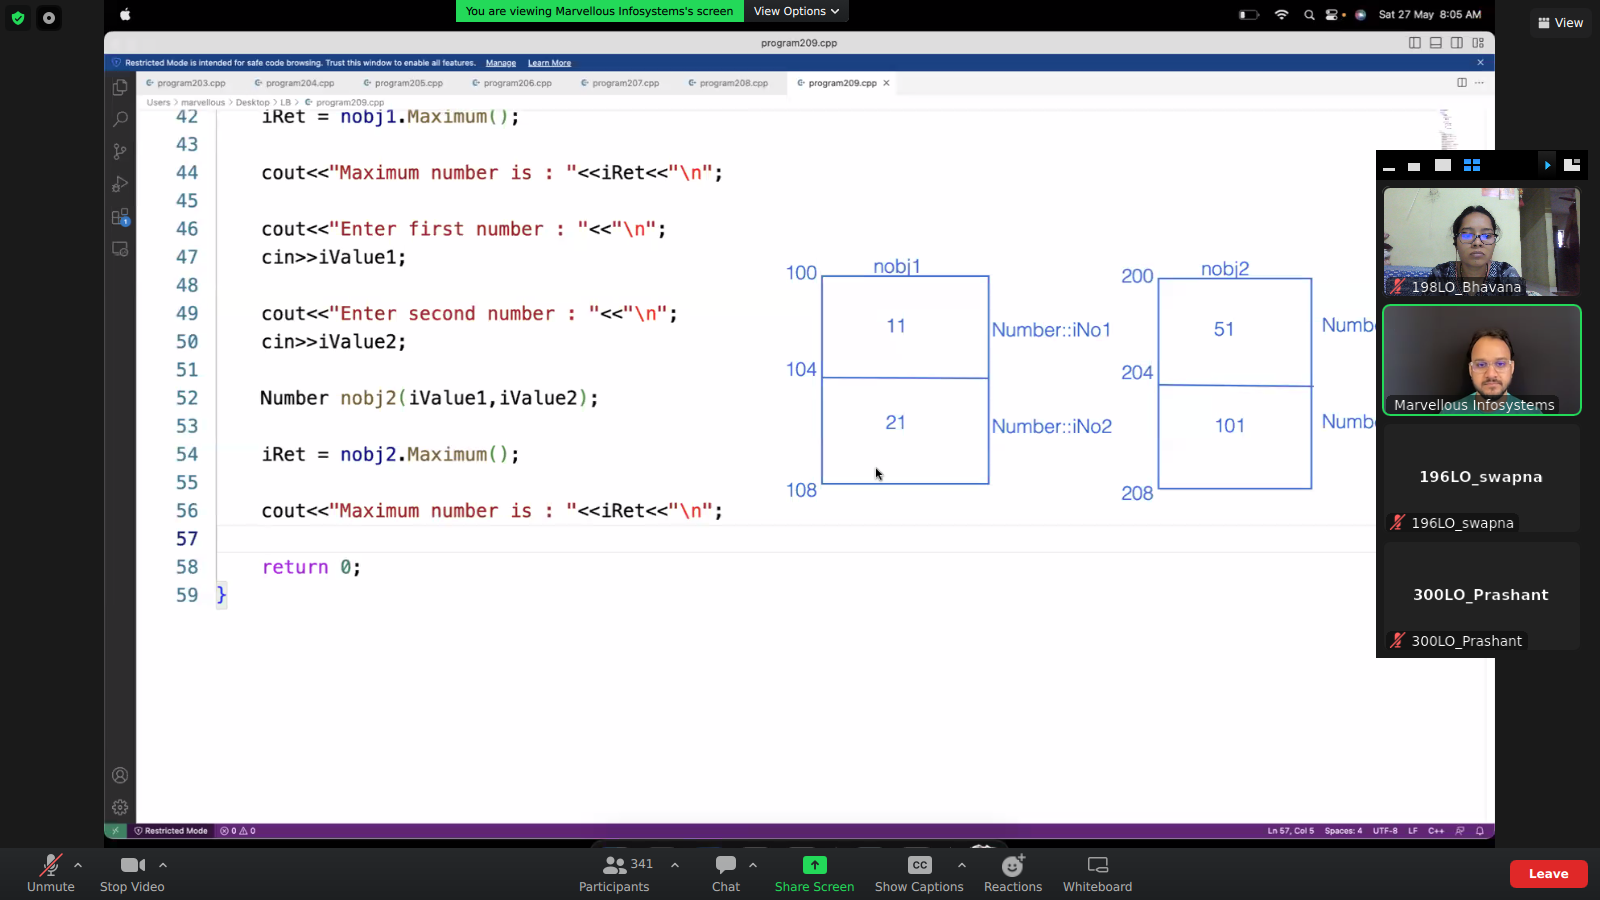 You are viewing Marvellous Infosystems's screen
View Options
Sat 27 May 8:05 AM
View
program209.cpp
Restricted Mode is intended for safe code browsing. Trust this window to enable all features. Manage Learn More
program203.cpp program204.cpp program205.cpp program206.cpp program207.cpp program208.cpp program209.cpp
Users > marvellous > Desktop > LB > program209.cpp
42 iRet = nobj1.Maximum();
43
44 cout<<"Maximum number is : "<<iRet<<"\n";
45
46 cout<<"Enter first number : "<<"\n";
47 cin>>iValue1;
48
49 cout<<"Enter second number : "<<"\n";
50 cin>>iValue2;
51
52 Number nobj2(iValue1,iValue2);
53
54 iRet = nobj2.Maximum();
55
56 cout<<"Maximum number is : "<<iRet<<"\n";
57
58 return 0;
59 }
nobj1
100
11
Number::iNo1
104
21
Number::iNo2
108
nobj2
200
51
Numb
204
101
Numb
208
198LO_Bhavana
Marvellous Infosystems
196LO_swapna
196LO_swapna
300LO_Prashant
300LO_Prashant
Restricted Mode 0 0
Ln 57, Col 5 Spaces: 4 UTF-8 LF C++
Unmute
Stop Video
341
Participants
Chat
Share Screen
CC
Show Captions
Reactions
Whiteboard
Leave